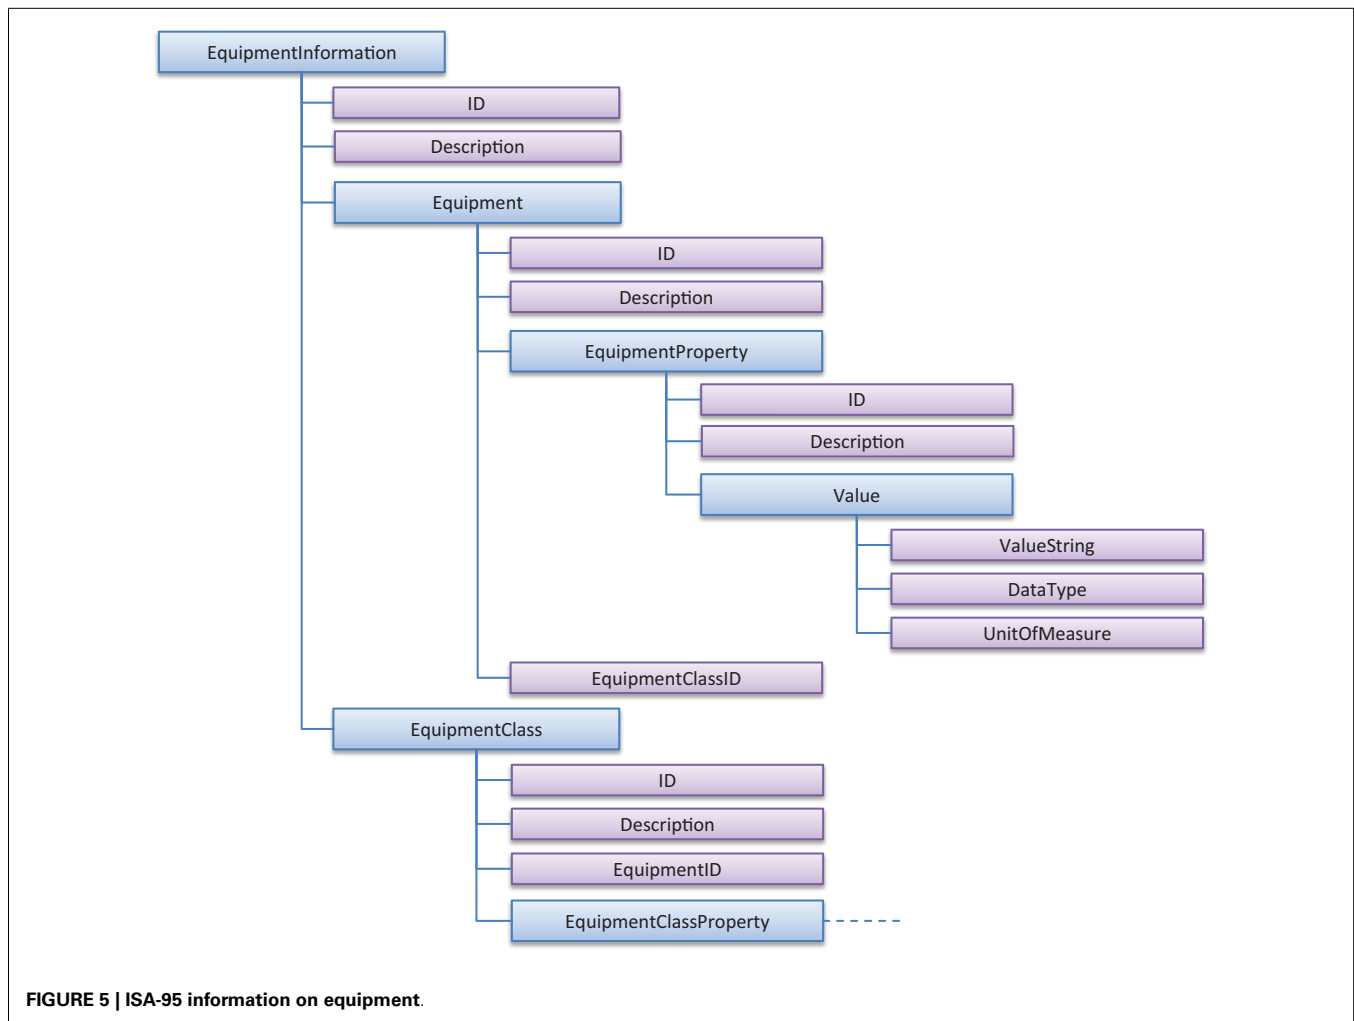 EquipmentInformation
ID
Description
Equipment
ID
Description
EquipmentProperty
ID
Description
Value
ValueString
DataType
UnitOfMeasure
EquipmentClassID
EquipmentClass
ID
Description
EquipmentID
EquipmentClassProperty
FIGURE 5 | ISA-95 information on equipment.